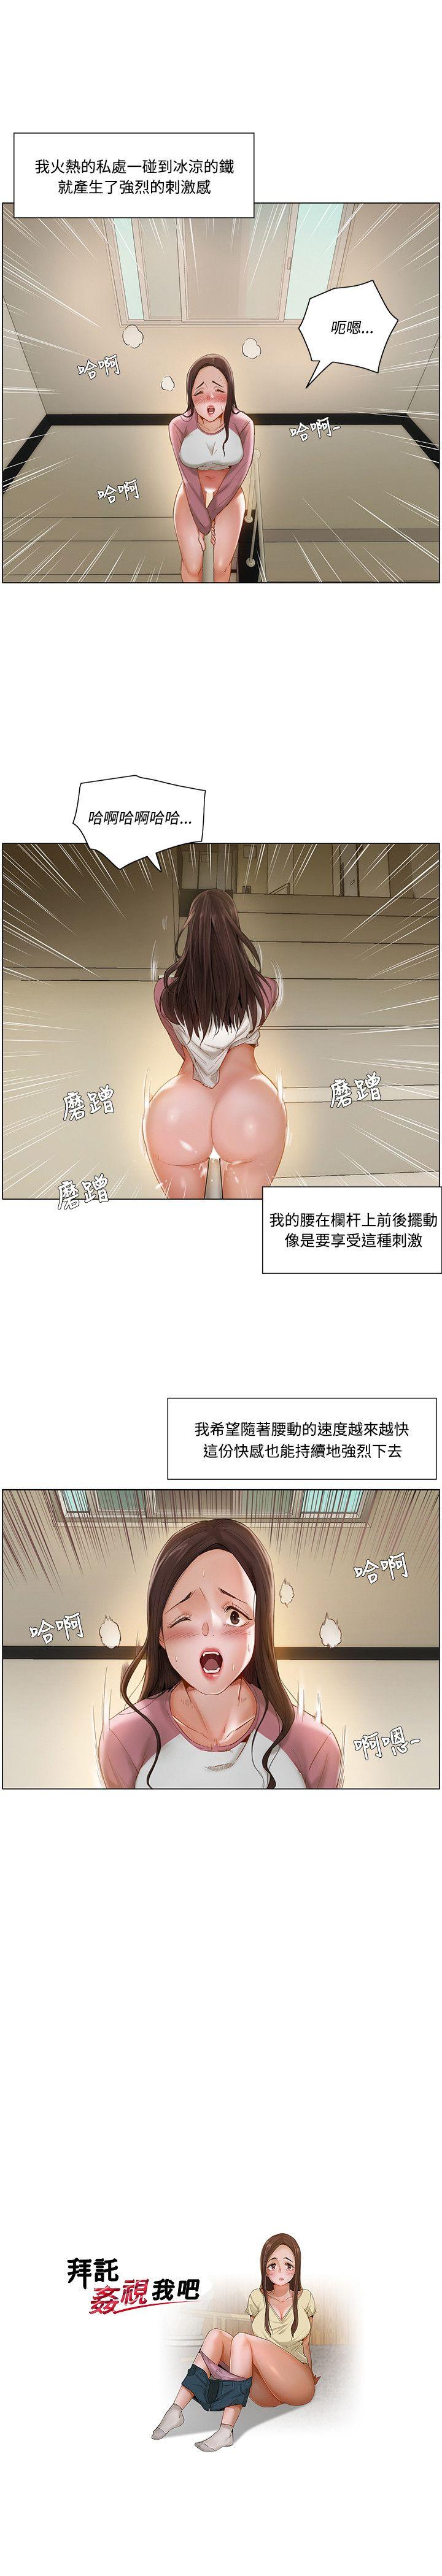 我火熱的私處一碰到冰涼的鐵
就產生了強烈的刺激感
呃嗯...
哈啊
哈啊~
哈啊
哈啊哈啊哈哈...
磨蹭
磨蹭
磨蹭
我的腰在欄杆上前後擺動
像是要享受這種刺激
我希望隨著腰動的速度越來越快
這份快感也能持續地強烈下去
哈啊
哈啊
啊嗯~
拜託
姦視我吧